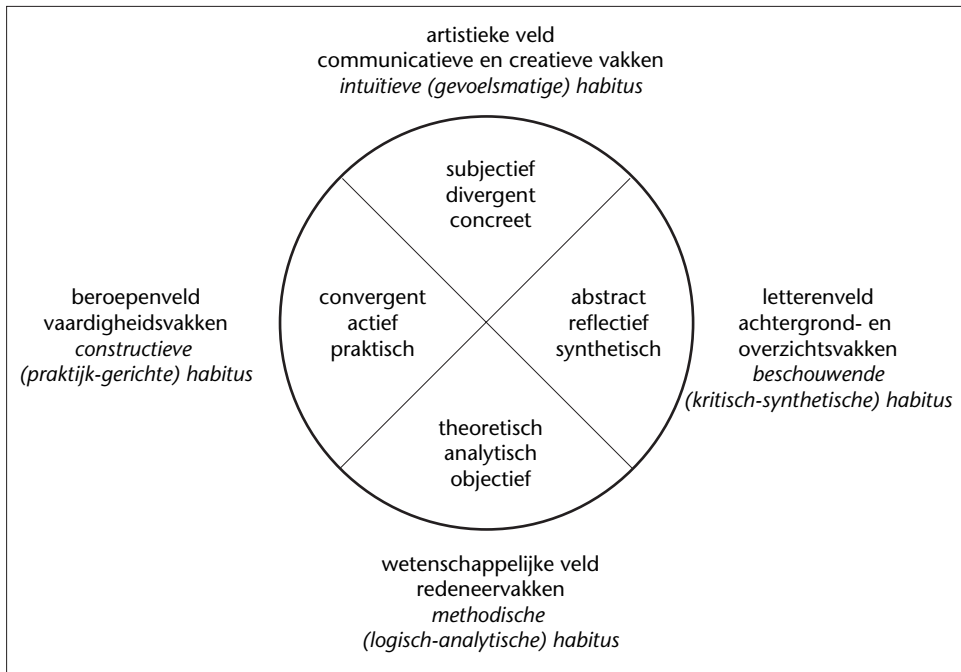 artistieke veld
communicatieve en creatieve vakken
intuïtieve (gevoelsmatige) habitus
subjectief
divergent
concreet
beroepenveld
vaardigheidsvakken
constructieve
(praktijk-gerichte) habitus
convergent
actief
praktisch
abstract
reflectief
synthetisch
letterenveld
achtergrond- en
overzichtsvakken
beschouwende
(kritisch-synthetische) habitus
theoretisch
analytisch
objectief
wetenschappelijke veld
redeneervakken
methodische
(logisch-analytische) habitus